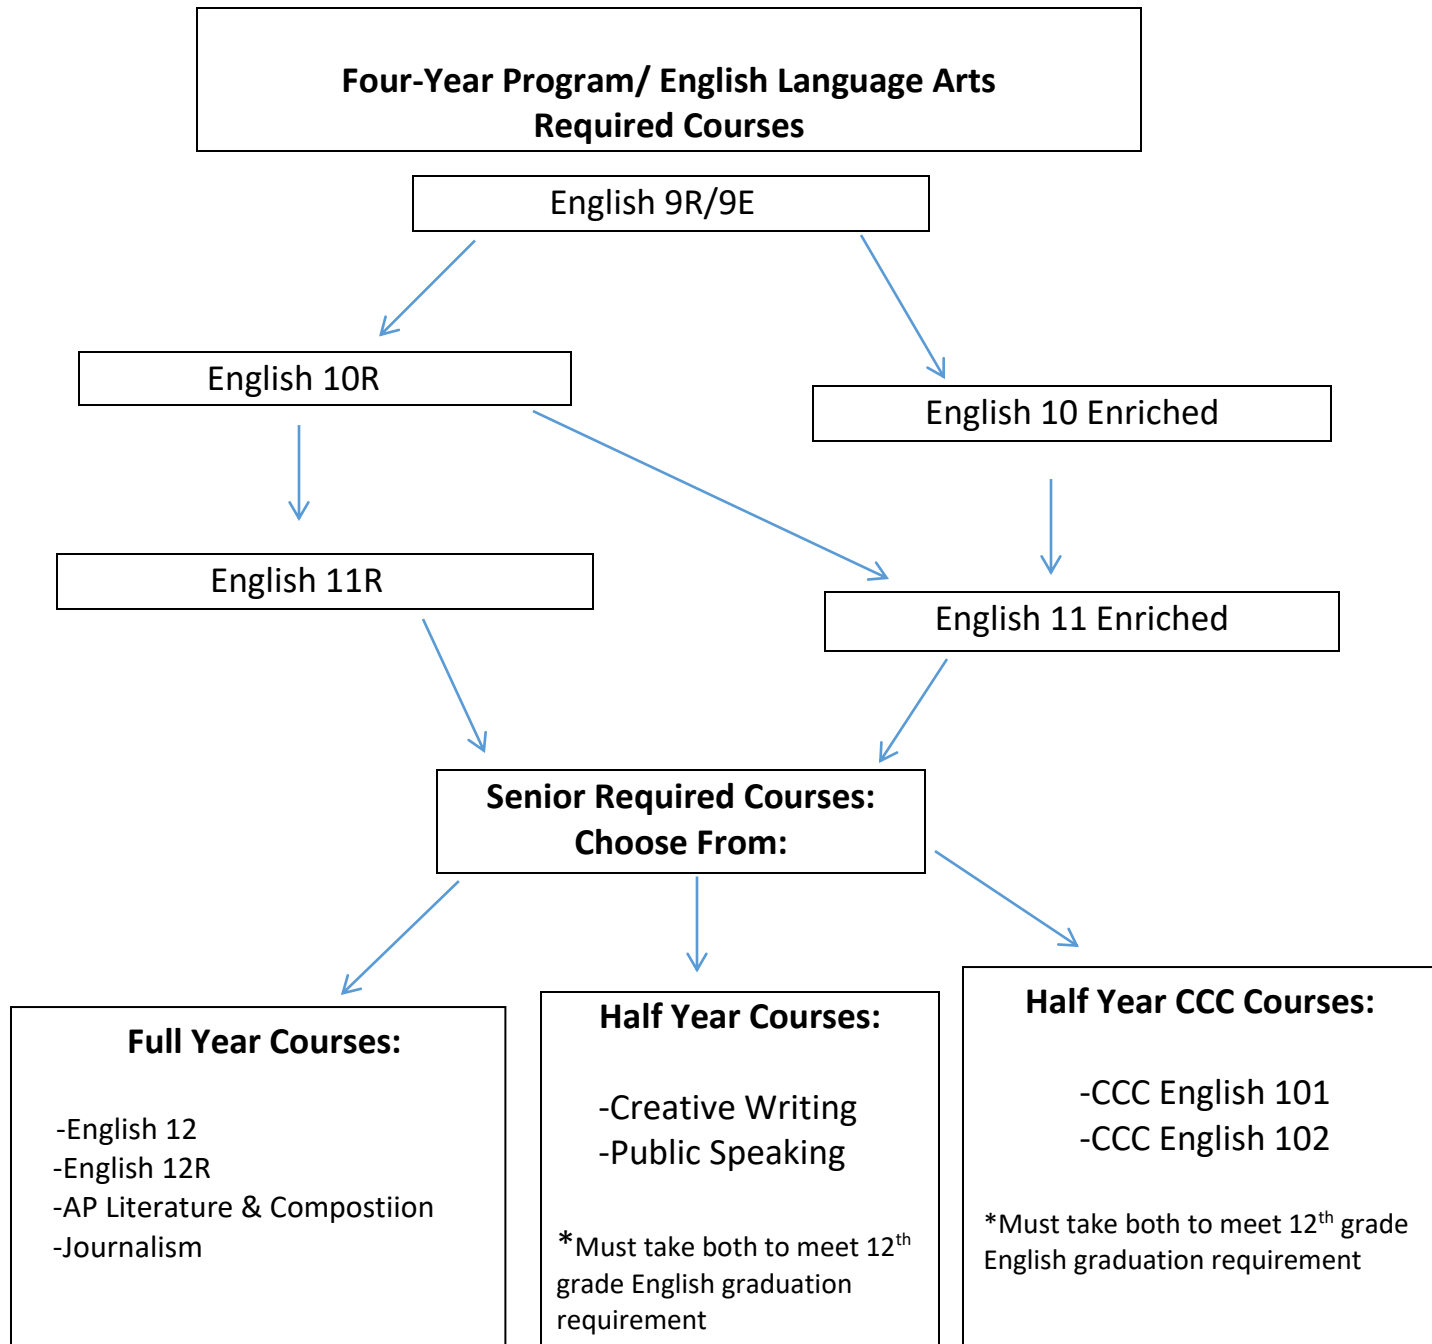 Four-Year Program/ English Language Arts
Required Courses
English 9R/9E
English 10R
English 10 Enriched
English 11R
English 11 Enriched
Senior Required Courses:
Choose From:
Full Year Courses:
-English 12
-English 12R
-AP Literature & Compostiion
-Journalism
Half Year Courses:
-Creative Writing
-Public Speaking
*Must take both to meet 12th
grade English graduation
requirement
Half Year CCC Courses:
-CCC English 101
-CCC English 102
*Must take both to meet 12th grade
English graduation requirement